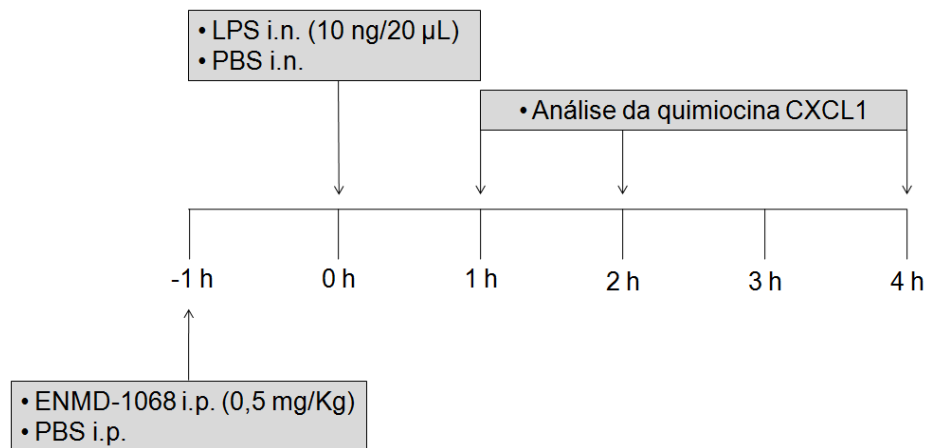 • LPS i.n. (10 ng/20 µL)
• PBS i.n.
• Análise da quimiocina CXCL1
-1 h 0 h 1 h 2 h 3 h 4 h
• ENMD-1068 i.p. (0,5 mg/Kg)
• PBS i.p.